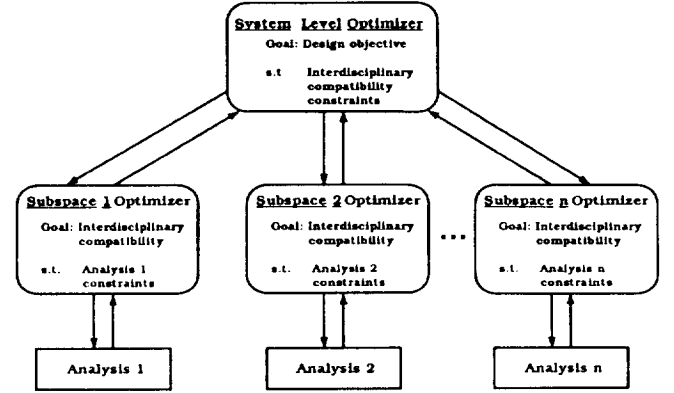 System Level Optimizer
Goal: Design objective
s.t Interdisciplinary
compatibility
constraints
Subspace 1 Optimizer
Goal: Interdisciplinary
compatibility
s.t. Analysis 1
constraints
Subspace 2 Optimizer
Goal: Interdisciplinary
compatibility
s.t. Analysis 2
constraints
...
Subspace n Optimizer
Goal: Interdisciplinary
compatibility
s.t. Analysis n
constraints
Analysis 1
Analysis 2
Analysis n